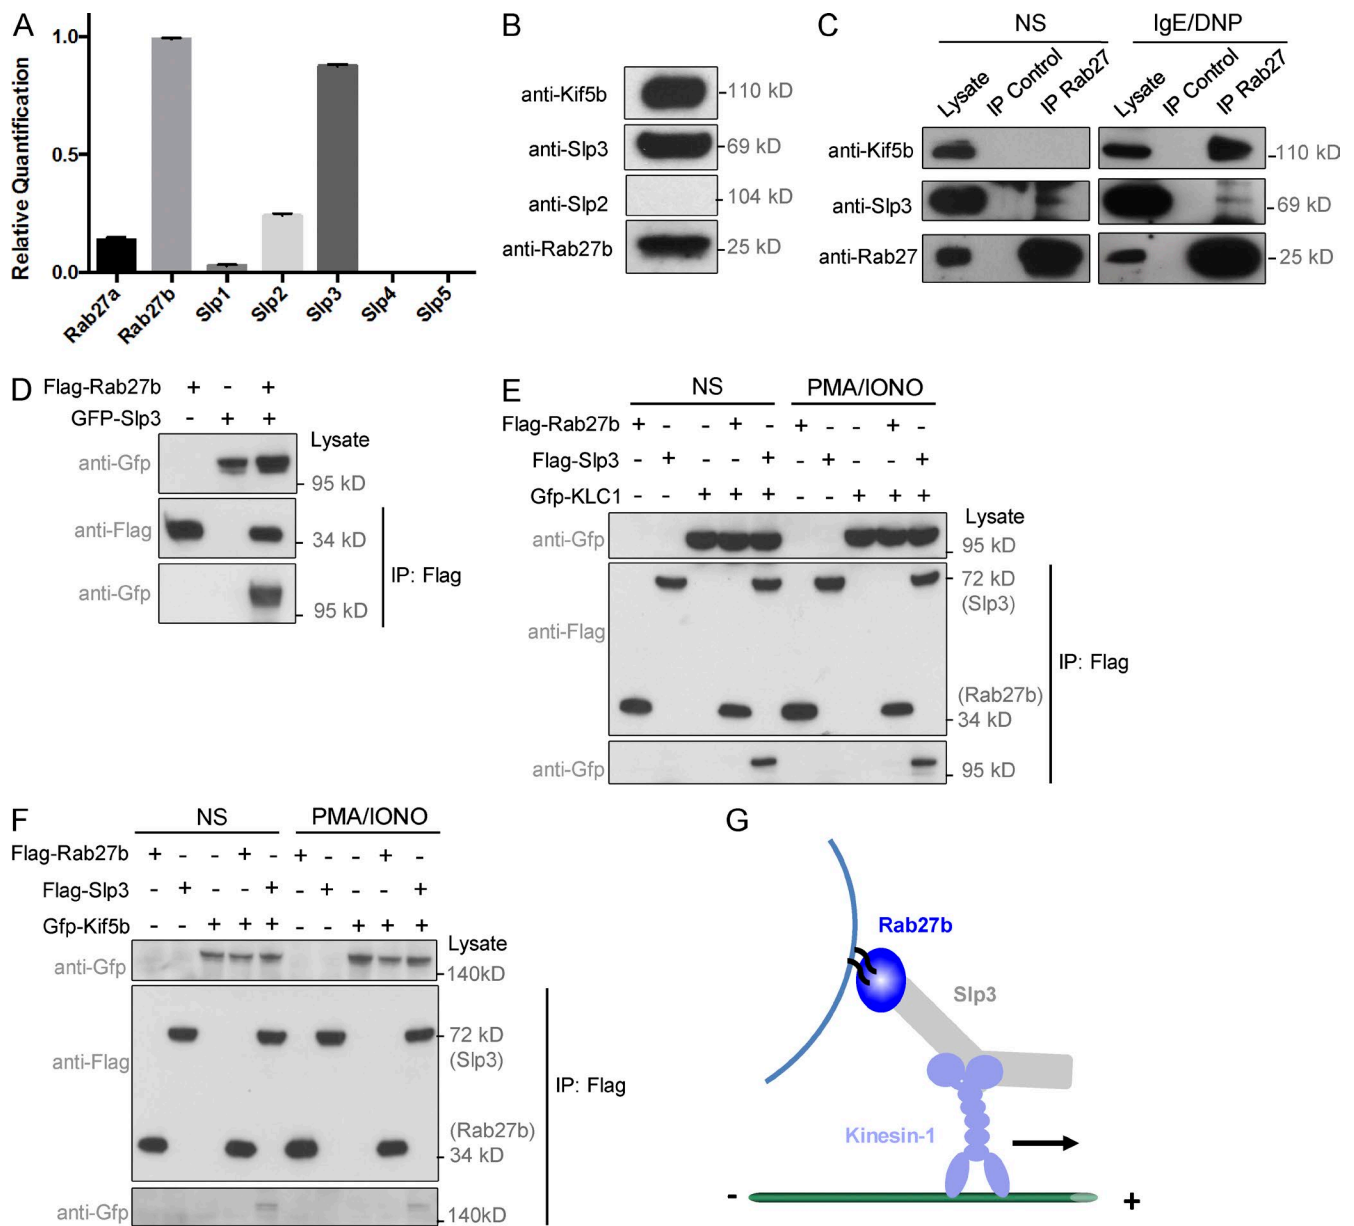 A
Relative Quantification
1.0
0.5
0.0
Rab27a
Rab27b
Slp1
Slp2
Slp3
Slp4
Slp5
B
anti-Kif5b
110 kD
anti-Slp3
69 kD
anti-Slp2
104 kD
anti-Rab27b
25 kD
C
NS
IgE/DNP
Lysate
IP Control
IP Rab27
Lysate
IP Control
IP Rab27
anti-Kif5b
110 kD
anti-Slp3
69 kD
anti-Rab27
25 kD
D
Flag-Rab27b + - +
GFP-Slp3 - + +
Lysate
anti-Gfp
95 kD
anti-Flag
34 kD
anti-Gfp
95 kD
IP: Flag
E
NS
PMA/IONO
Flag-Rab27b + - - + - + - - + -
Flag-Slp3 - + - - + - + - - +
Gfp-KLC1 - - + + + - - + + +
Lysate
anti-Gfp
95 kD
72 kD
(Slp3)
anti-Flag
(Rab27b)
34 kD
anti-Gfp
95 kD
IP: Flag
F
NS
PMA/IONO
Flag-Rab27b + - - + - + - - + -
Flag-Slp3 - + - - + - + - - +
Gfp-Kif5b - - + + + - - + + +
Lysate
anti-Gfp
140kD
72 kD
(Slp3)
anti-Flag
(Rab27b)
34 kD
anti-Gfp
140kD
IP: Flag
G
Rab27b
Slp3
Kinesin-1
- +